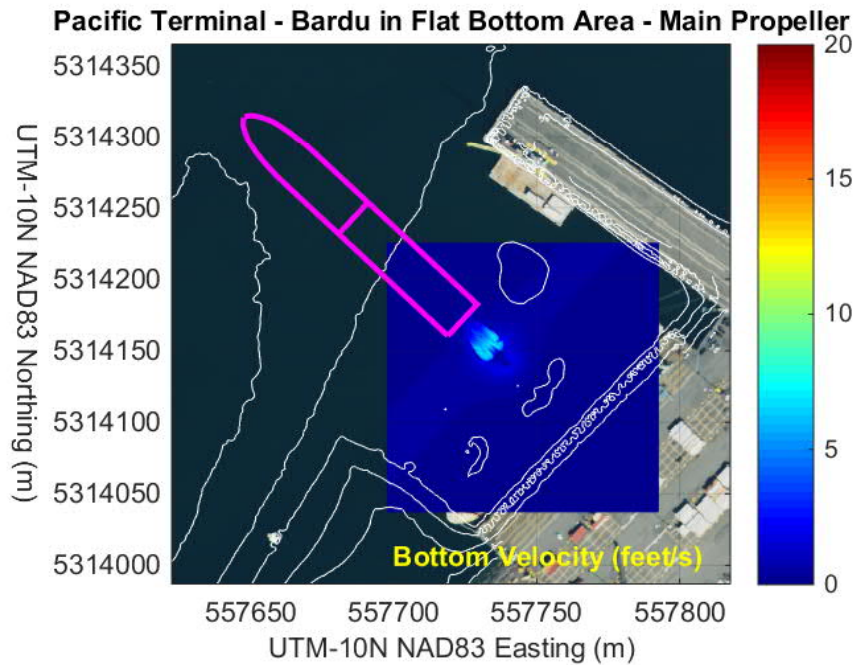 Pacific Terminal - Bardu in Flat Bottom Area - Main Propeller
UTM-10N NAD83 Northing (m)
5314350
5314300
5314250
5314200
5314150
5314100
5314050
5314000
Bottom Velocity (feet/s)
557650 557700 557750 557800
UTM-10N NAD83 Easting (m)
20
15
10
5
0